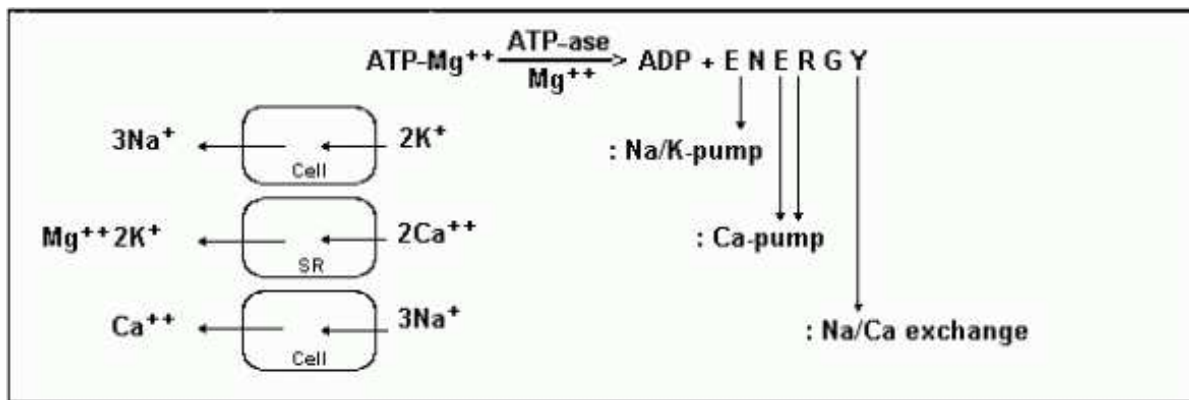 ATP-Mg⁺⁺ ATP-ase > ADP + E N E R G Y
Mg⁺⁺
3Na⁺ 2K⁺
Cell
: Na/K-pump
Mg⁺⁺2K⁺ 2Ca⁺⁺
SR
: Ca-pump
Ca⁺⁺ 3Na⁺
Cell
: Na/Ca exchange